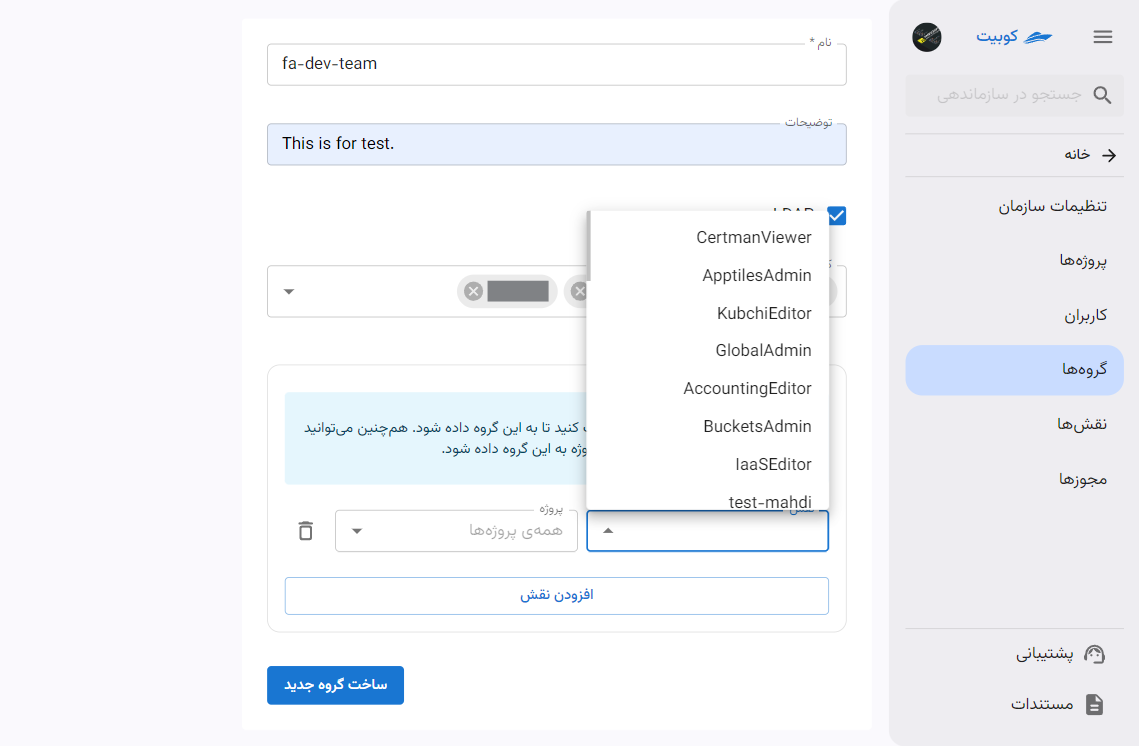 کوبیت
جستجو در سازماندهی
خانه
تنظیمات سازمان
پروژه‌ها
کاربران
گروه‌ها
نقش‌ها
مجوزها
پشتیبانی
مستندات
نام *
fa-dev-team
توضیحات
This is for test.
CertmanViewer
ApptilesAdmin
KubchiEditor
GlobalAdmin
AccountingEditor
BucketsAdmin
IaaSEditor
test-mahdi
کنید تا به این گروه داده شود. هم‌چنین می‌توانید
به این گروه داده شود.
نقش
پروژه
همه‌ی پروژه‌ها
افزودن نقش
ساخت گروه جدید